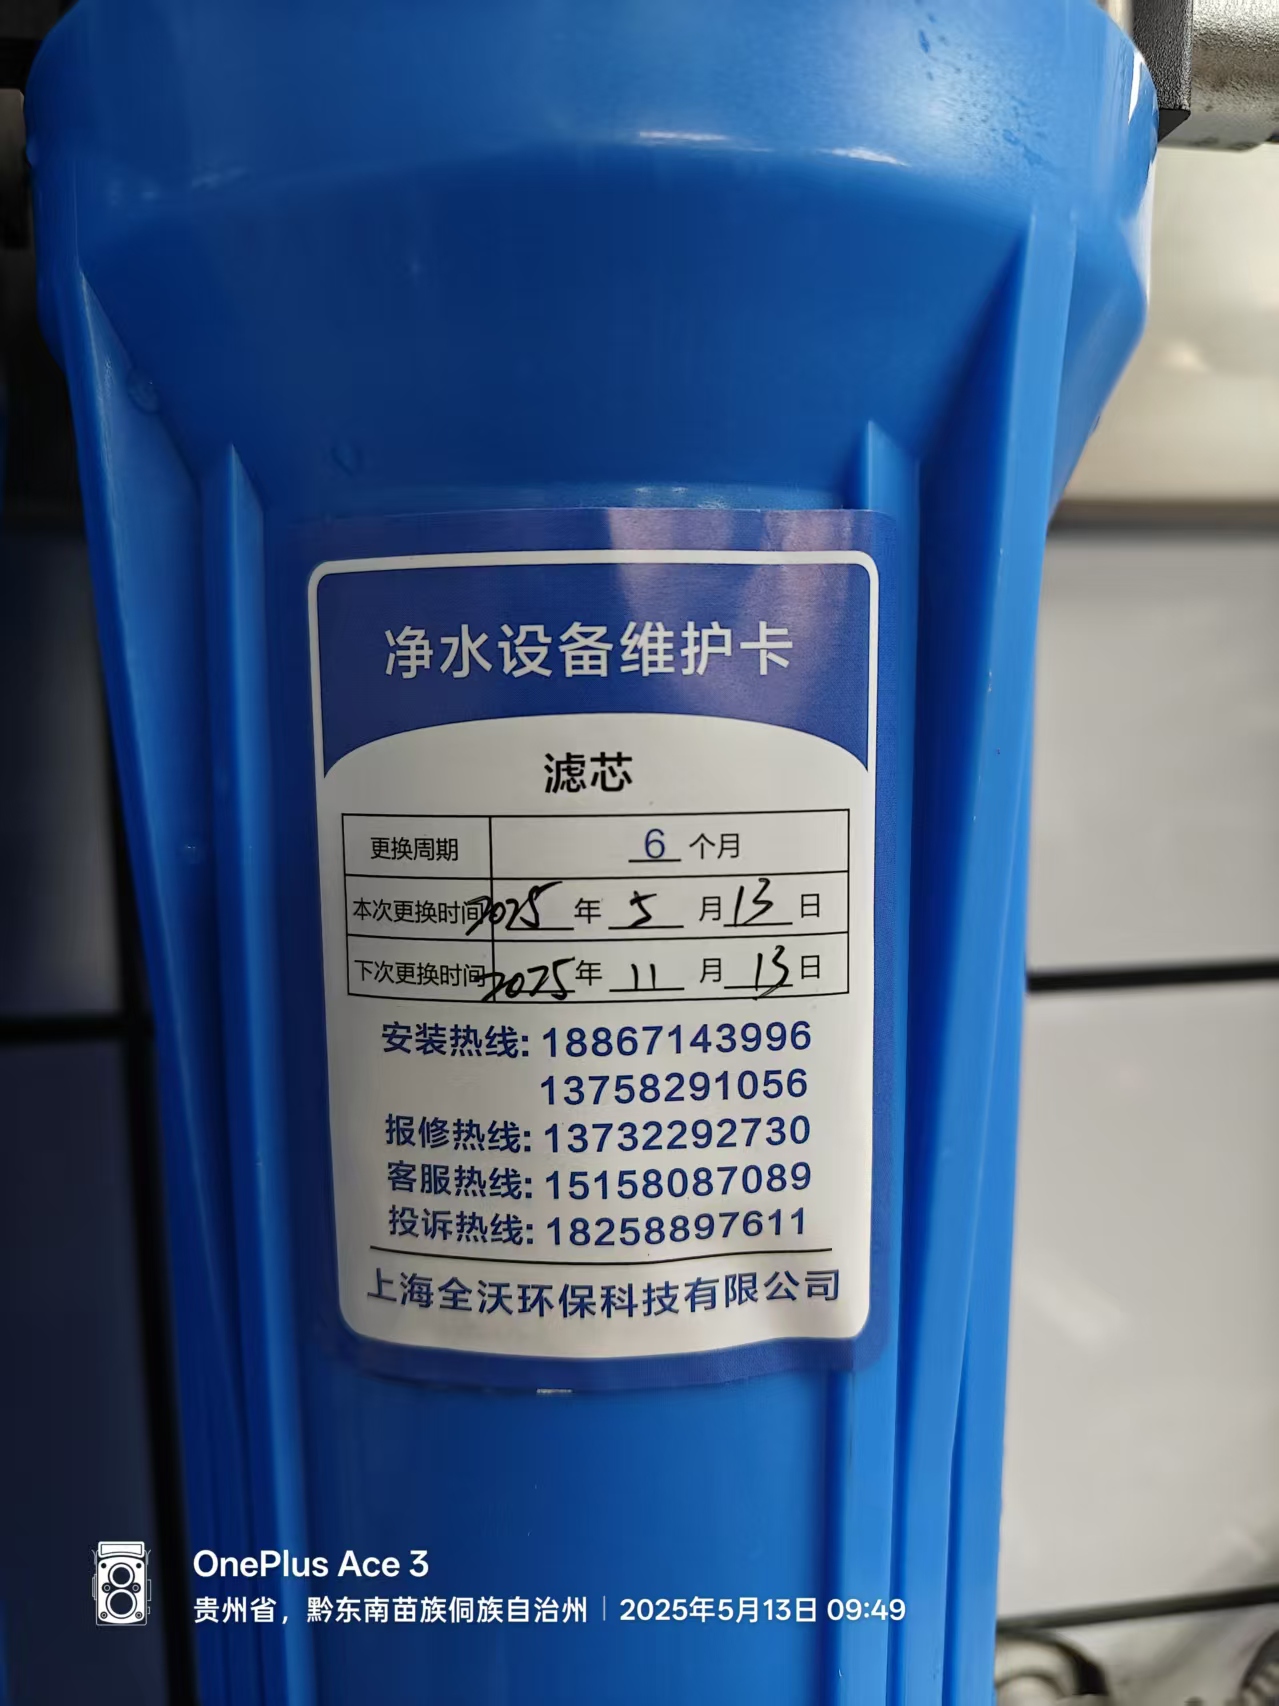 净水设备维护卡
滤芯
更换周期 6 个月
本次更换时间 2025 年 5 月 13 日
下次更换时间 2025 年 11 月 13 日
安装热线: 18867143996
13758291056
报修热线: 13732292730
客服热线: 15158087089
投诉热线: 18258897611
上海全沃环保科技有限公司
OnePlus Ace 3
贵州省，黔东南苗族侗族自治州 | 2025年5月13日 09:49